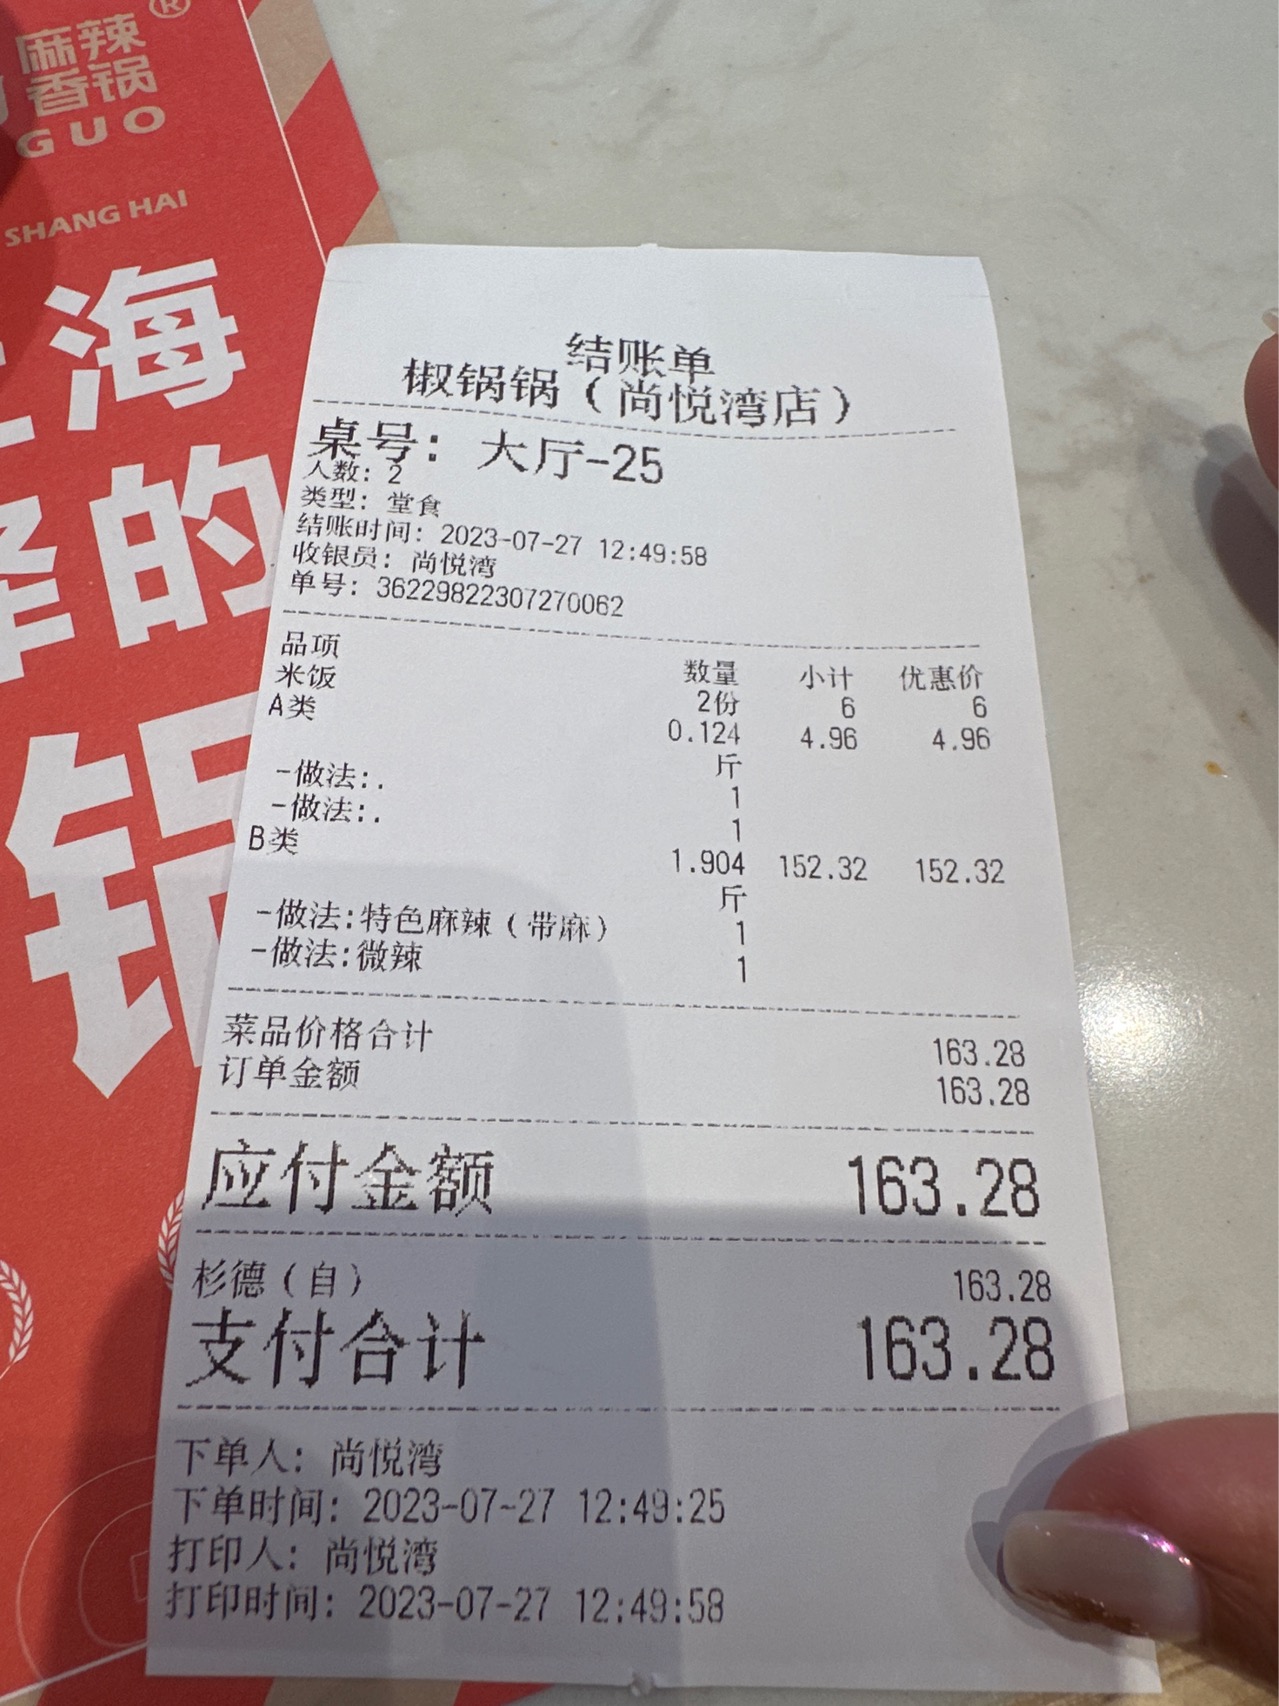 麻辣
香锅
GUO
SHANG HAI
海
的
锅
结账单
椒锅锅（尚悦湾店）
桌号：大厅-25
人数：2
类型：堂食
结账时间：2023-07-27 12:49:58
收银员：尚悦湾
单号：36229822307270062
品项 数量 小计 优惠价
米饭 2份 6 6
A类 0.124 4.96 4.96
斤
-做法:. 1
-做法:. 1
B类 1.904 152.32 152.32
斤
-做法:特色麻辣（带麻） 1
-做法:微辣 1
菜品价格合计 163.28
订单金额 163.28
应付金额 163.28
杉德（自） 163.28
支付合计 163.28
下单人：尚悦湾
下单时间：2023-07-27 12:49:25
打印人：尚悦湾
打印时间：2023-07-27 12:49:58